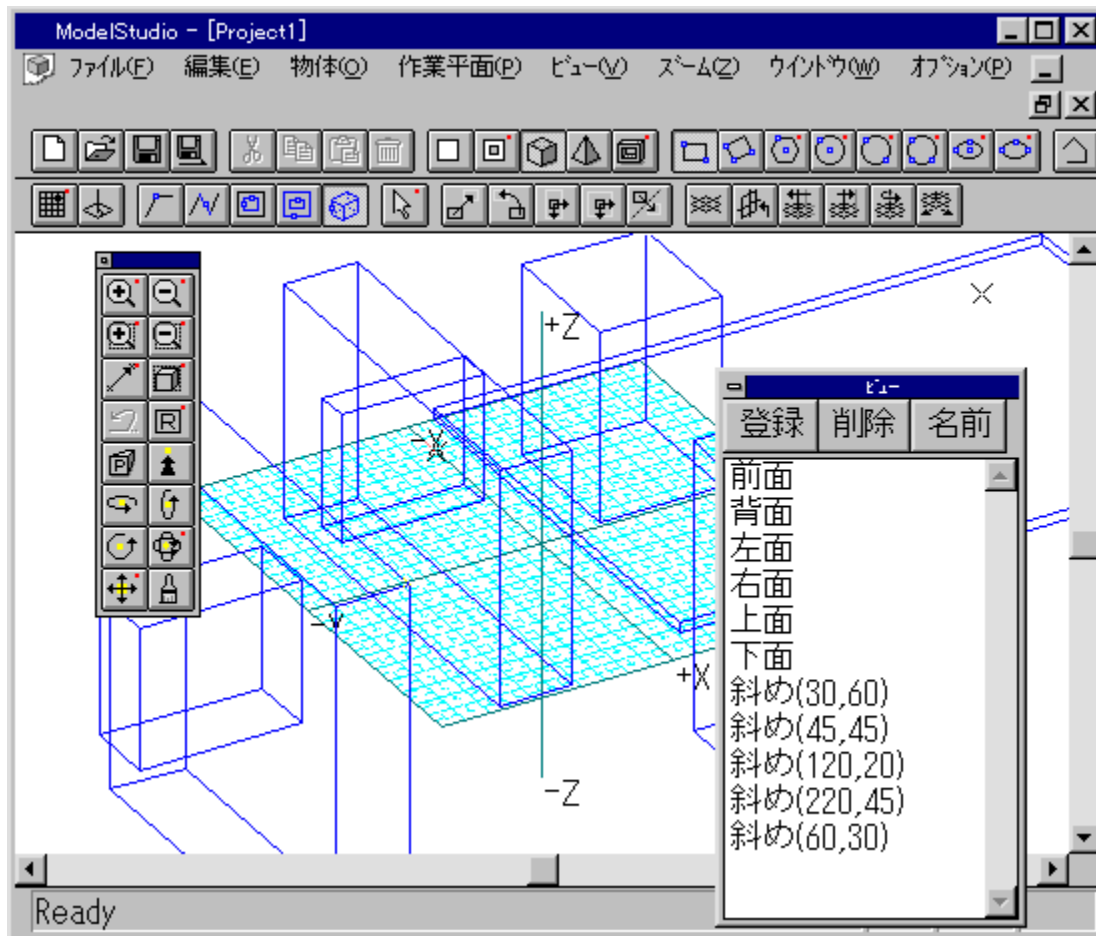 ModelStudio - [Project1]
ﾌｧｲﾙ(F) 編集(E) 物体(O) 作業平面(P) ﾋﾞｭｰ(V) ｽﾞｰﾑ(Z) ｳｲﾝﾄﾞｳ(W) ｵﾌﾟｼｮﾝ(P)
+Z
-X
-Y
+X
-Z
R
P
ﾋﾞｭｰ
登録 削除 名前
前面
背面
左面
右面
上面
下面
斜め(30,60)
斜め(45,45)
斜め(120,20)
斜め(220,45)
斜め(60,30)
Ready